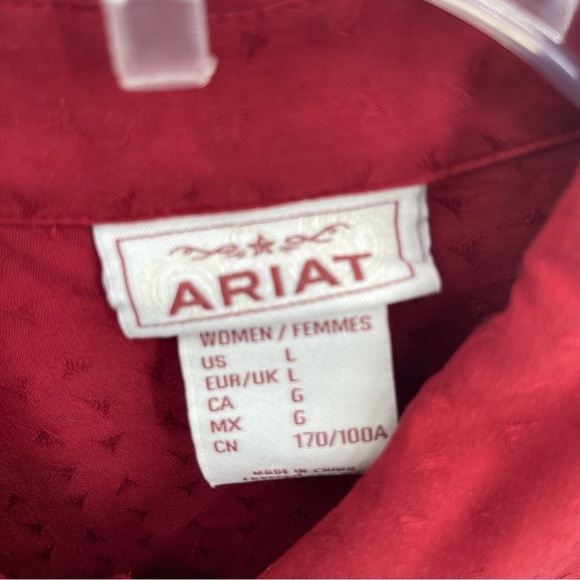 ARIAT
WOMEN / FEMMES
US L
EUR/UK L
CA G
MX G
CN 170/100A
MADE IN CHINA